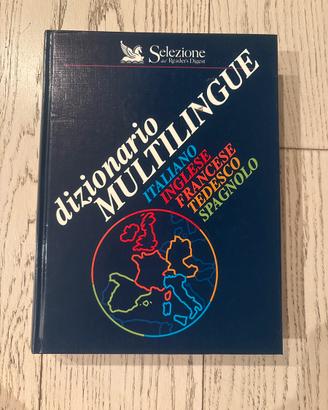 Selezione
dal Reader's Digest
dizionario
MULTILINGUE
ITALIANO
INGLESE
FRANCESE
TEDESCO
SPAGNOLO